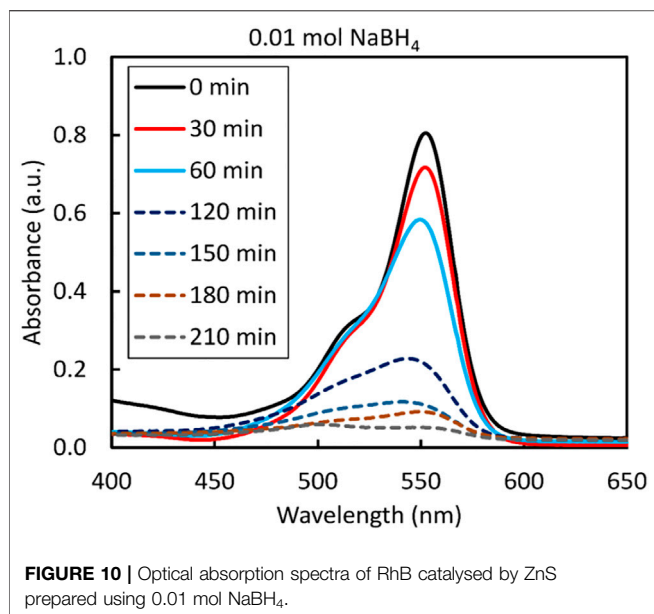 0.01 mol NaBH₄
1.0
0.8
0.6
0.4
0.2
0.0
Absorbance (a.u.)
0 min
30 min
60 min
120 min
150 min
180 min
210 min
400 450 500 550 600 650
Wavelength (nm)
FIGURE 10 | Optical absorption spectra of RhB catalysed by ZnS
prepared using 0.01 mol NaBH₄.